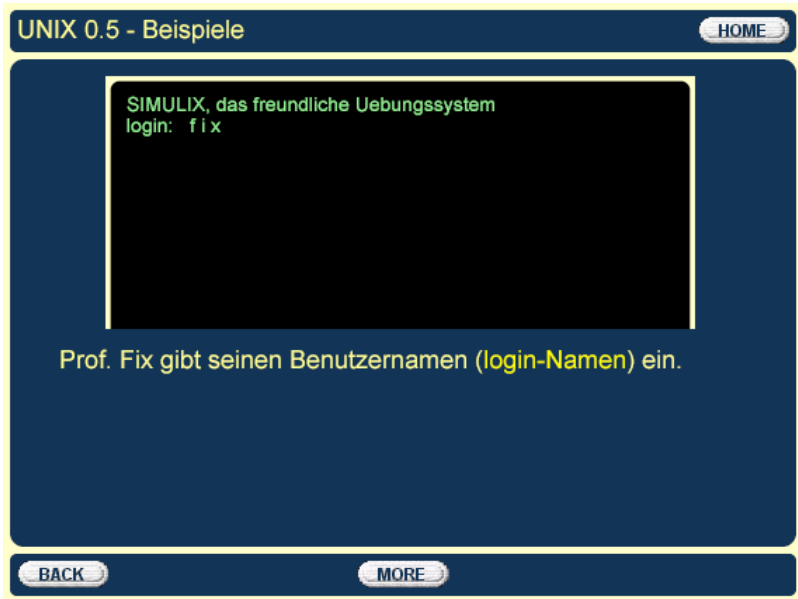 UNIX 0.5 - Beispiele
HOME
SIMULIX, das freundliche Uebungssystem
login: f i x
Prof. Fix gibt seinen Benutzernamen (login-Namen) ein.
BACK
MORE